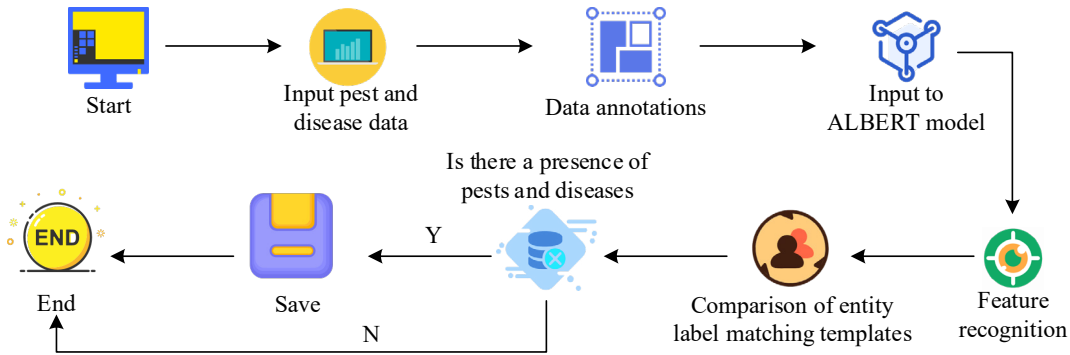 Start
Input pest and
disease data
Data annotations
Input to
ALBERT model
Is there a presence of
pests and diseases
END
End
Save
Y
N
Comparison of entity
label matching templates
Feature
recognition